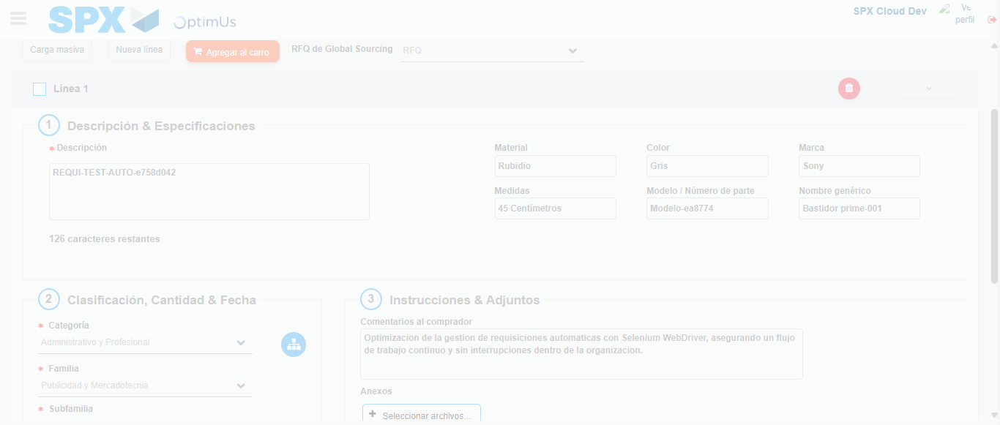 SPX
OptimUs
SPX Cloud Dev
perfil
Carga masiva
Nueva línea
Agregar al carro
RFQ de Global Sourcing
RFQ
Línea 1
1 Descripción & Especificaciones
* Descripción
REQUI-TEST-AUTO-e758d042
126 caracteres restantes
Material
Color
Marca
Rubidio
Gris
Sony
Medidas
Modelo / Número de parte
Nombre genérico
45 Centímetros
Modelo-ea8774
Bastidor prime-001
2 Clasificación, Cantidad & Fecha
* Categoría
Administrativo y Profesional
* Familia
Publicidad y Mercadotecnia
* Subfamilia
3 Instrucciones & Adjuntos
Comentarios al comprador
Optimizacion de la gestion de requisiciones automaticas con Selenium WebDriver, asegurando un flujo
de trabajo continuo y sin interrupciones dentro de la organizacion.
Anexos
+ Seleccionar archivos...